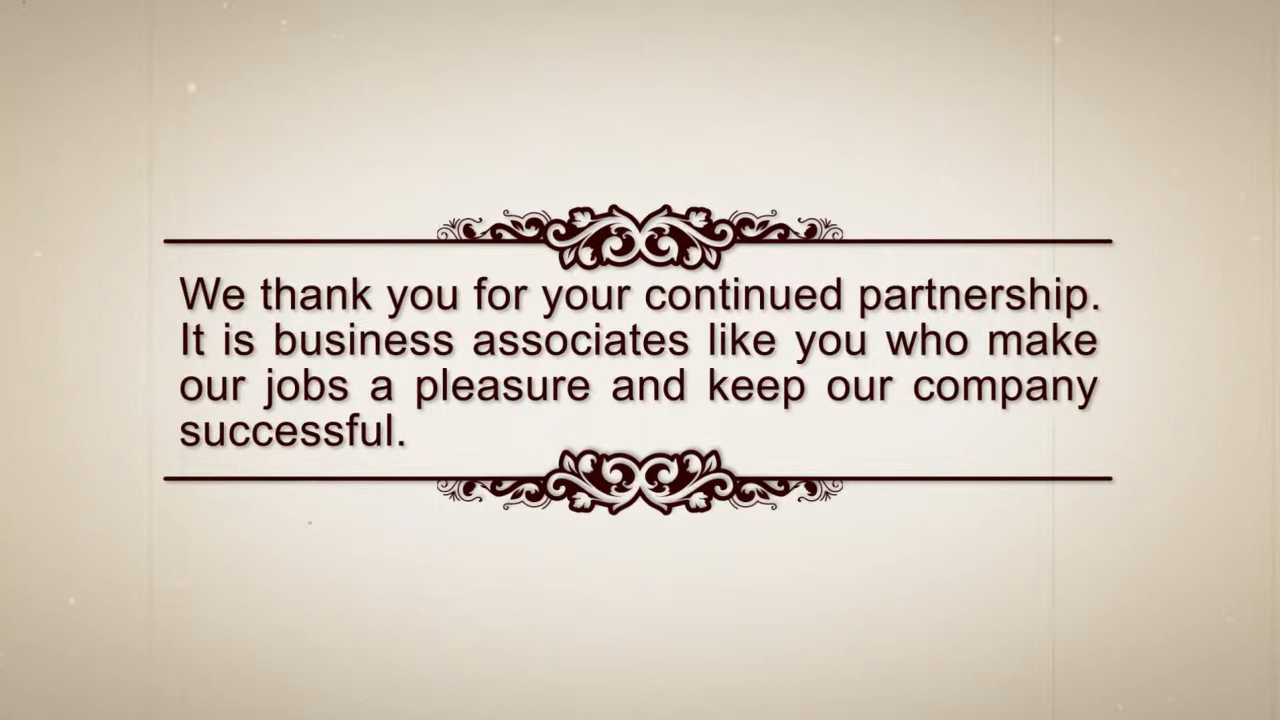 We thank you for your continued partnership.
It is business associates like you who make
our jobs a pleasure and keep our company
successful.